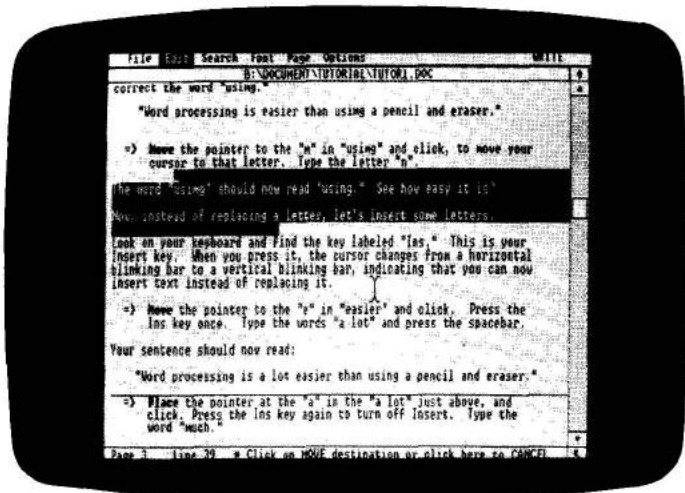 File Edit Search Font Page Options WRITE
B:\DOCUMENT\TUTORIAL\TUTOR1.DOC
correct the word "usimg."
"Word processing is easier than usimg a pencil and eraser."
=> Move the pointer to the "m" in "usimg" and click, to move your
cursor to that letter. Type the letter "n".
The word "usimg" should now read "using." See how easy it is?
Now, instead of replacing a letter, let's insert some letters.
Look on your keyboard and find the key labeled "Ins." This is your
Insert key. When you press it, the cursor changes from a horizontal
blinking bar to a vertical blinking bar, indicating that you can now
insert text instead of replacing it.
=> Move the pointer to the "e" in "easier" and click. Press the
Ins key once. Type the words "a lot" and press the spacebar.
Your sentence should now read:
"Word processing is a lot easier than using a pencil and eraser."
=> Place the pointer at the "a" in the "a lot" just above, and
click. Press the Ins key again to turn off Insert. Type the
word "much."
Page 3 Line 39 # Click on MOVE destination or click here to CANCEL